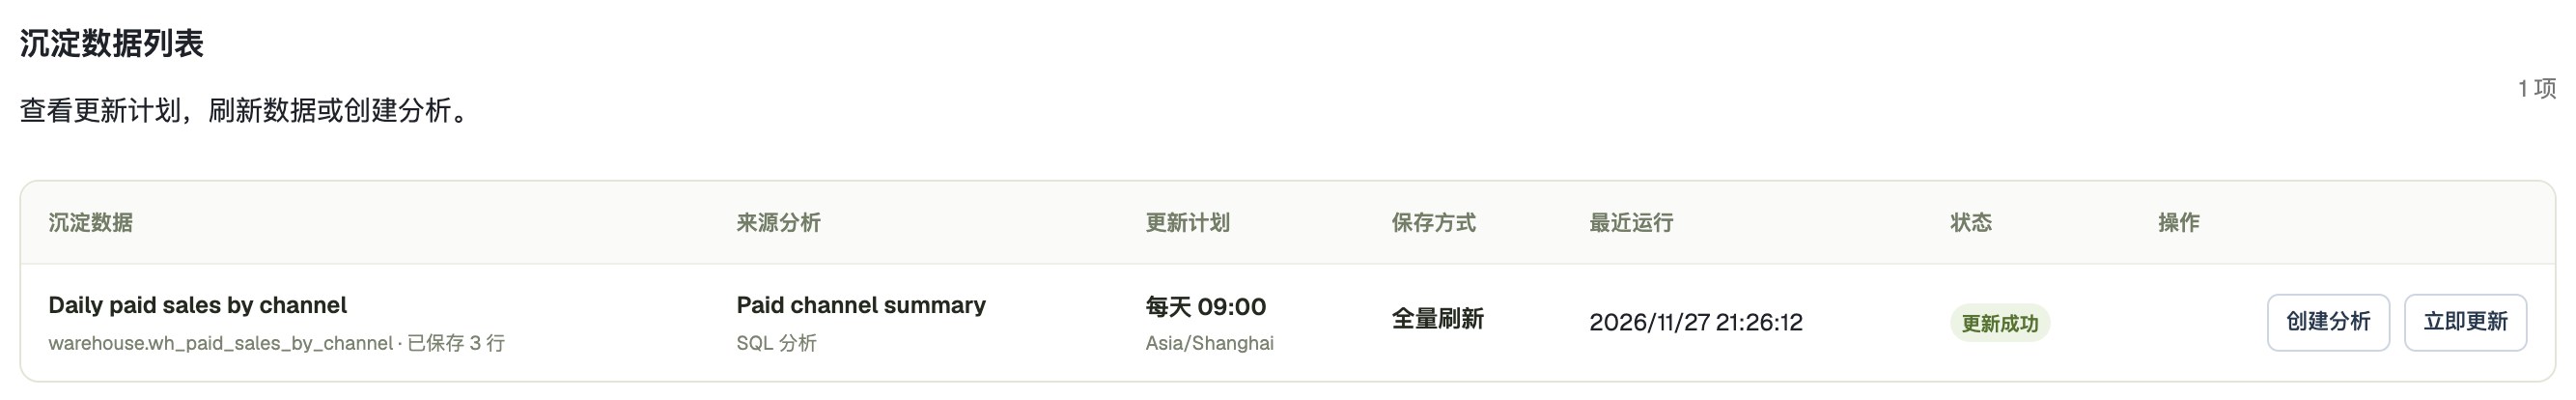 沉淀数据列表
查看更新计划，刷新数据或创建分析。
1 项
沉淀数据 来源分析 更新计划 保存方式 最近运行 状态 操作
Daily paid sales by channel Paid channel summary 每天 09:00 全量刷新 2026/11/27 21:26:12 更新成功 创建分析 立即更新
warehouse.wh_paid_sales_by_channel · 已保存 3 行 SQL 分析 Asia/Shanghai